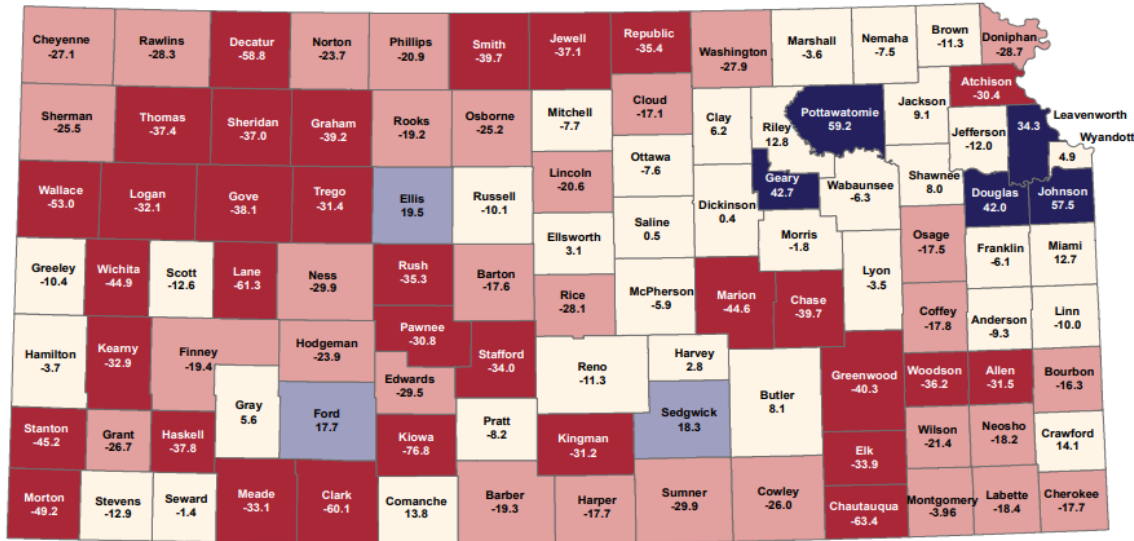 Cheyenne
-27.1
Rawlins
-28.3
Decatur
-58.8
Norton
-23.7
Phillips
-20.9
Smith
-39.7
Jewell
-37.1
Republic
-35.4
Washington
-27.9
Marshall
-3.6
Nemaha
-7.5
Brown
-11.3
Doniphan
-28.7
Sherman
-25.5
Thomas
-37.4
Sheridan
-37.0
Graham
-39.2
Rooks
-19.2
Osborne
-25.2
Mitchell
-7.7
Cloud
-17.1
Clay
6.2
Riley
12.8
Pottawatomie
59.2
Jackson
9.1
Atchison
-30.4
Jefferson
-12.0
34.3
Leavenworth
Wyandott
4.9
Wallace
-53.0
Logan
-32.1
Gove
-38.1
Trego
-31.4
Ellis
19.5
Russell
-10.1
Lincoln
-20.6
Ottawa
-7.6
Saline
0.5
Dickinson
0.4
Geary
42.7
Wabaunsee
-6.3
Shawnee
8.0
Douglas
42.0
Johnson
57.5
Greeley
-10.4
Wichita
-44.9
Scott
-12.6
Lane
-61.3
Ness
-29.9
Rush
-35.3
Barton
-17.6
Ellsworth
3.1
Rice
-28.1
McPherson
-5.9
Marion
-44.6
Morris
-1.8
Chase
-39.7
Lyon
-3.5
Osage
-17.5
Franklin
-6.1
Miami
12.7
Hamilton
-3.7
Kearny
-32.9
Finney
-19.4
Hodgeman
-23.9
Pawnee
-30.8
Stafford
-34.0
Edwards
-29.5
Reno
-11.3
Harvey
2.8
Butler
8.1
Greenwood
-40.3
Coffey
-17.8
Anderson
-9.3
Linn
-10.0
Woodson
-36.2
Allen
-31.5
Bourbon
-16.3
Stanton
-45.2
Grant
-26.7
Haskell
-37.8
Gray
5.6
Ford
17.7
Kiowa
-76.8
Pratt
-8.2
Kingman
-31.2
Sedgwick
18.3
Elk
-33.9
Wilson
-21.4
Neosho
-18.2
Crawford
14.1
Morton
-49.2
Stevens
-12.9
Seward
-1.4
Meade
-33.1
Clark
-60.1
Comanche
13.8
Barber
-19.3
Harper
-17.7
Sumner
-29.9
Cowley
-26.0
Chautauqua
-63.4
Montgomery
-3.96
Labette
-18.4
Cherokee
-17.7